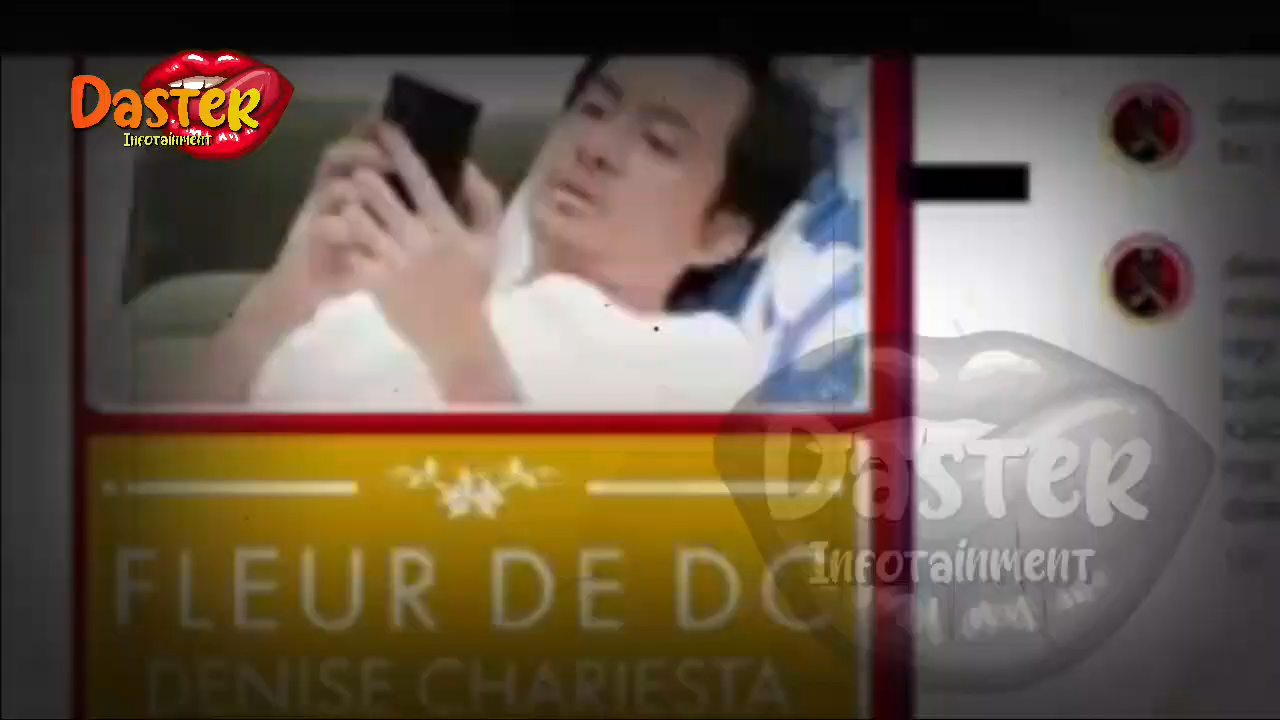 DASTER
INFOTAINMENT
FLEUR DE DO
DENISE CHARIESTA
DASTER
INFOTAINMENT